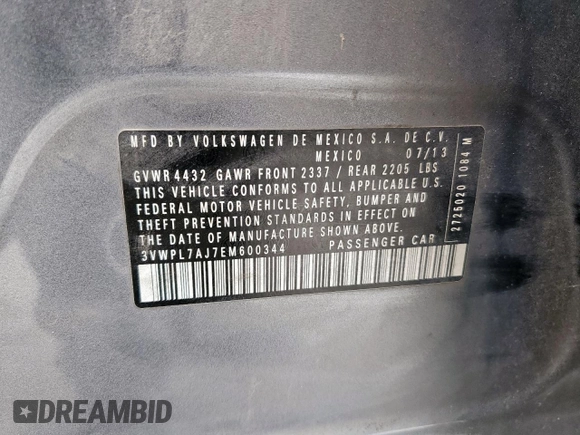 MFD BY VOLKSWAGEN DE MEXICO S.A. DE C.V.
MEXICO 07/13
GVWR 4432 GAWR FRONT 2337 / REAR 2205 LBS
THIS VEHICLE CONFORMS TO ALL APPLICABLE U.S.
FEDERAL MOTOR VEHICLE SAFETY, BUMPER AND
THEFT PREVENTION STANDARDS IN EFFECT ON
THE DATE OF MANUFACTURE SHOWN ABOVE.
3VWPL7AJ7EM600344 PASSENGER CAR
2725020 1084 M
DREAMBID